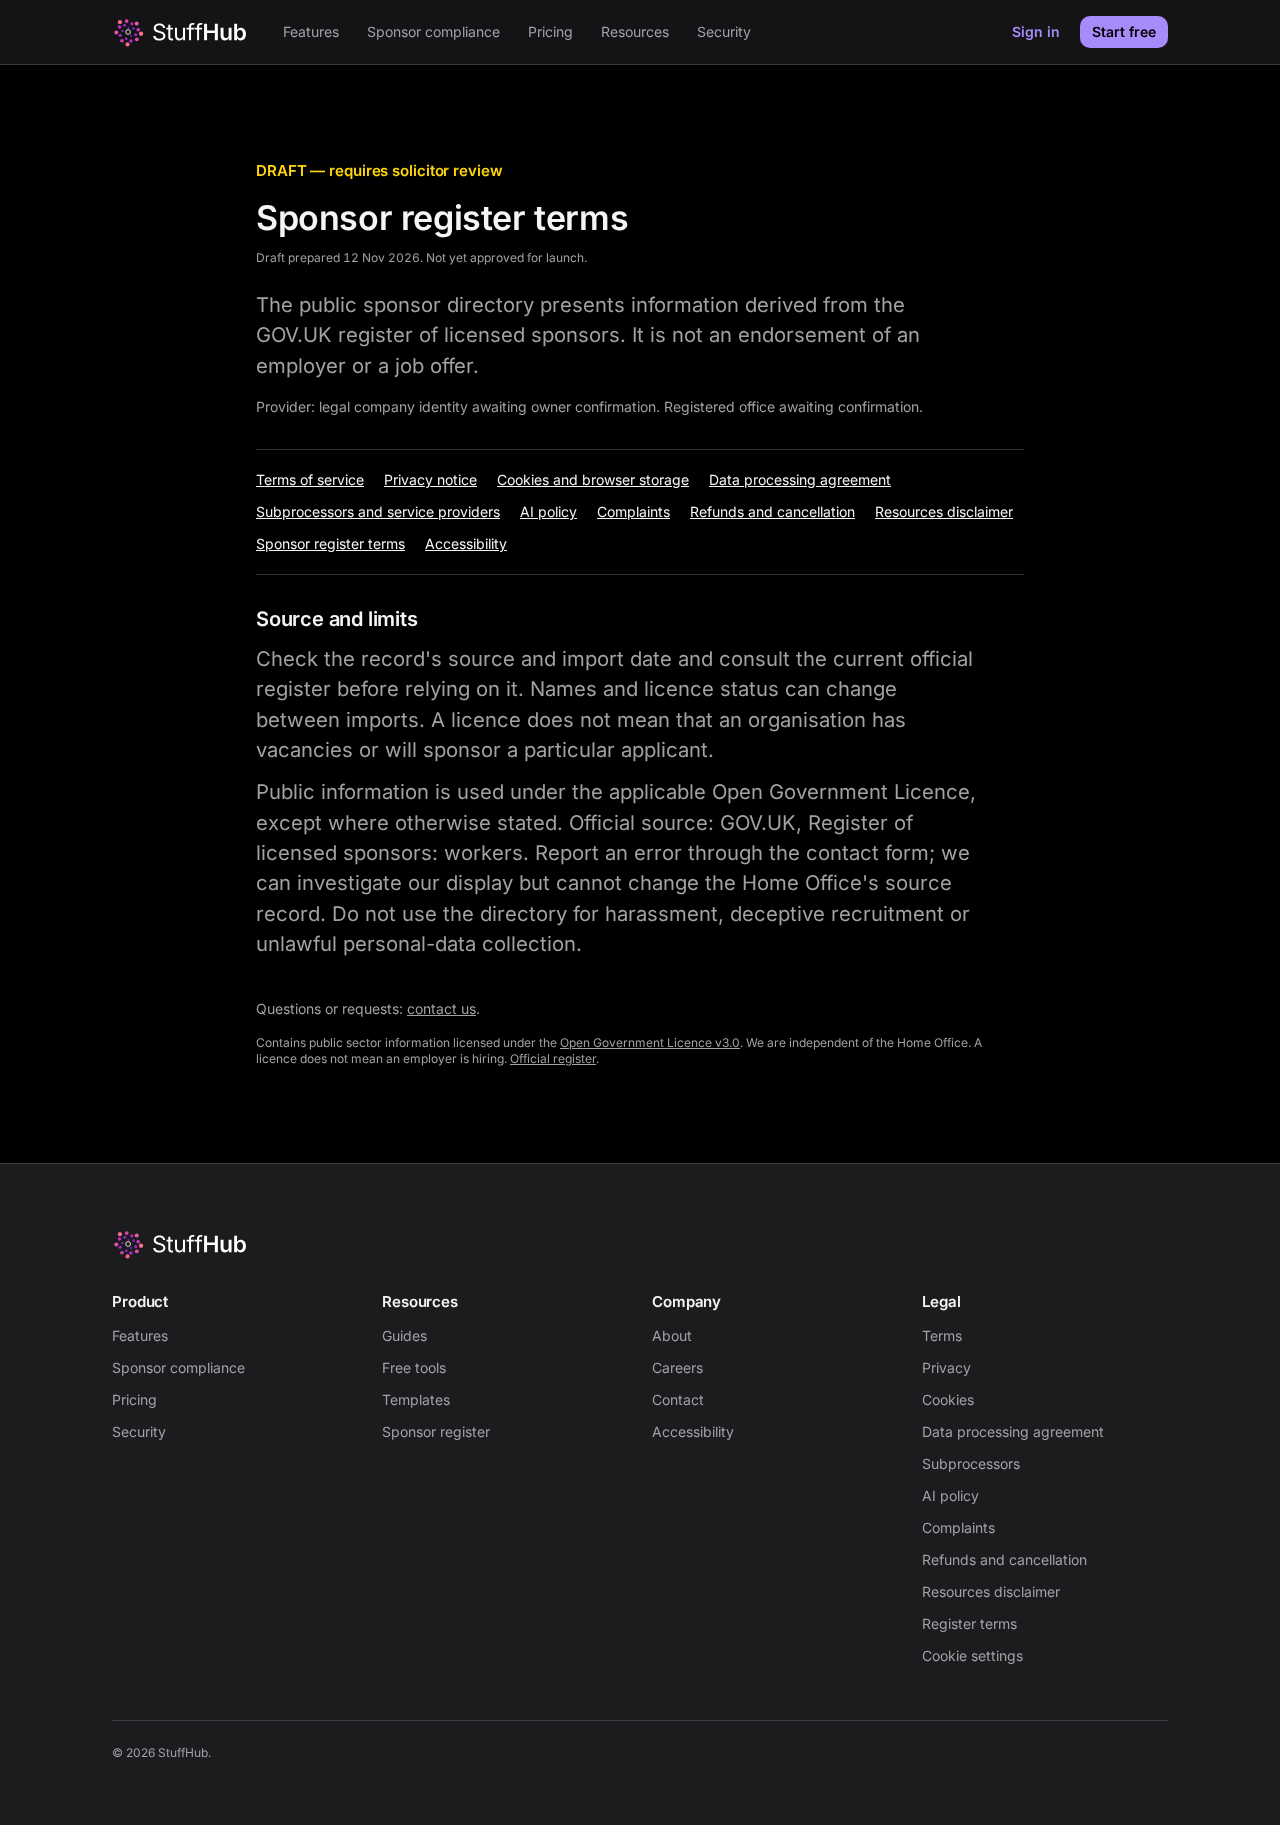 StuffHub
Features
Sponsor compliance
Pricing
Resources
Security
Sign in
Start free
DRAFT — requires solicitor review
Sponsor register terms
Draft prepared 12 Nov 2026. Not yet approved for launch.
The public sponsor directory presents information derived from the
GOV.UK register of licensed sponsors. It is not an endorsement of an
employer or a job offer.
Provider: legal company identity awaiting owner confirmation. Registered office awaiting confirmation.
Terms of service Privacy notice Cookies and browser storage Data processing agreement
Subprocessors and service providers AI policy Complaints Refunds and cancellation Resources disclaimer
Sponsor register terms Accessibility
Source and limits
Check the record's source and import date and consult the current official
register before relying on it. Names and licence status can change
between imports. A licence does not mean that an organisation has
vacancies or will sponsor a particular applicant.
Public information is used under the applicable Open Government Licence,
except where otherwise stated. Official source: GOV.UK, Register of
licensed sponsors: workers. Report an error through the contact form; we
can investigate our display but cannot change the Home Office's source
record. Do not use the directory for harassment, deceptive recruitment or
unlawful personal-data collection.
Questions or requests: contact us.
Contains public sector information licensed under the Open Government Licence v3.0. We are independent of the Home Office. A
licence does not mean an employer is hiring. Official register.
StuffHub
Product
Features
Sponsor compliance
Pricing
Security
Resources
Guides
Free tools
Templates
Sponsor register
Company
About
Careers
Contact
Accessibility
Legal
Terms
Privacy
Cookies
Data processing agreement
Subprocessors
AI policy
Complaints
Refunds and cancellation
Resources disclaimer
Register terms
Cookie settings
© 2026 StuffHub.